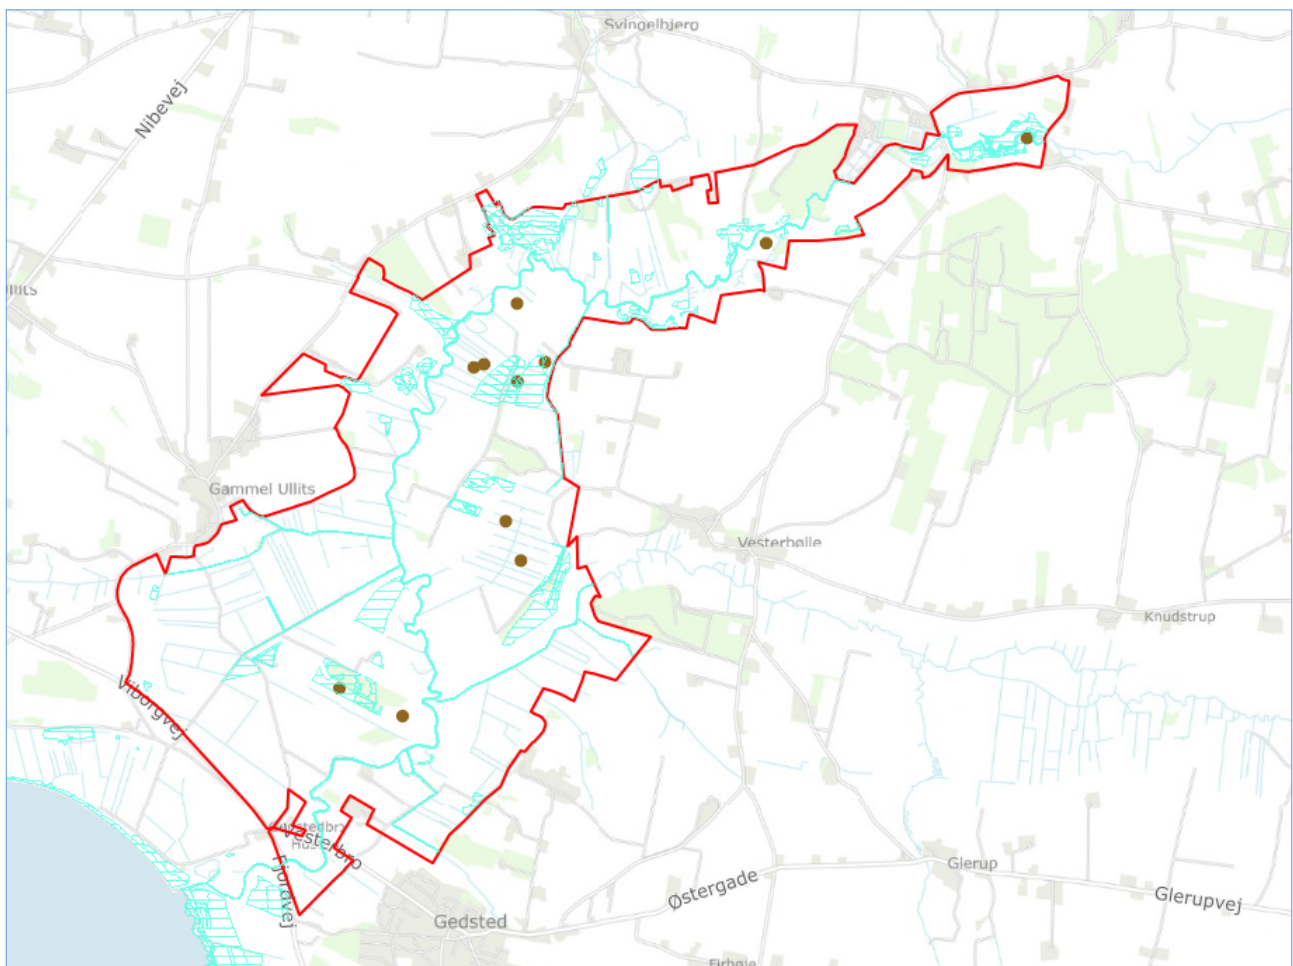 Svingelbjerg
Nibevej
Gammel Ullits
Vesterbølle
Knudstrup
Viborgvej
Vesterbro
Fjordvej
Østergade
Glerup
Glerupvej
Gedsted